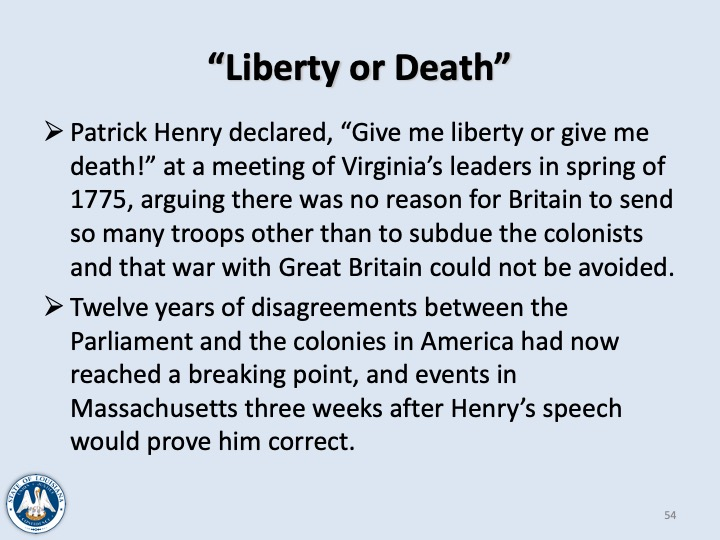 “Liberty or Death”
➢ Patrick Henry declared, “Give me liberty or give me
death!” at a meeting of Virginia’s leaders in spring of
1775, arguing there was no reason for Britain to send
so many troops other than to subdue the colonists
and that war with Great Britain could not be avoided.
➢ Twelve years of disagreements between the
Parliament and the colonies in America had now
reached a breaking point, and events in
Massachusetts three weeks after Henry’s speech
would prove him correct.
STATE OF LOUISIANA
CONFIDENCE
54